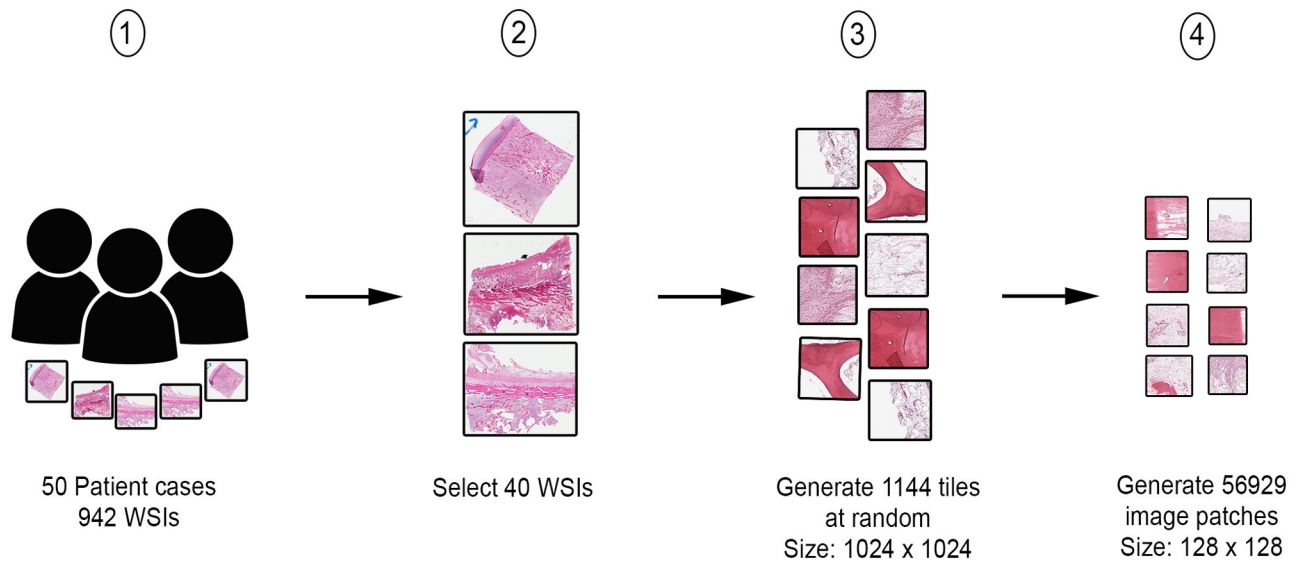 1
2
3
4
50 Patient cases
942 WSIs
Select 40 WSIs
Generate 1144 tiles
at random
Size: 1024 x 1024
Generate 56929
image patches
Size: 128 x 128